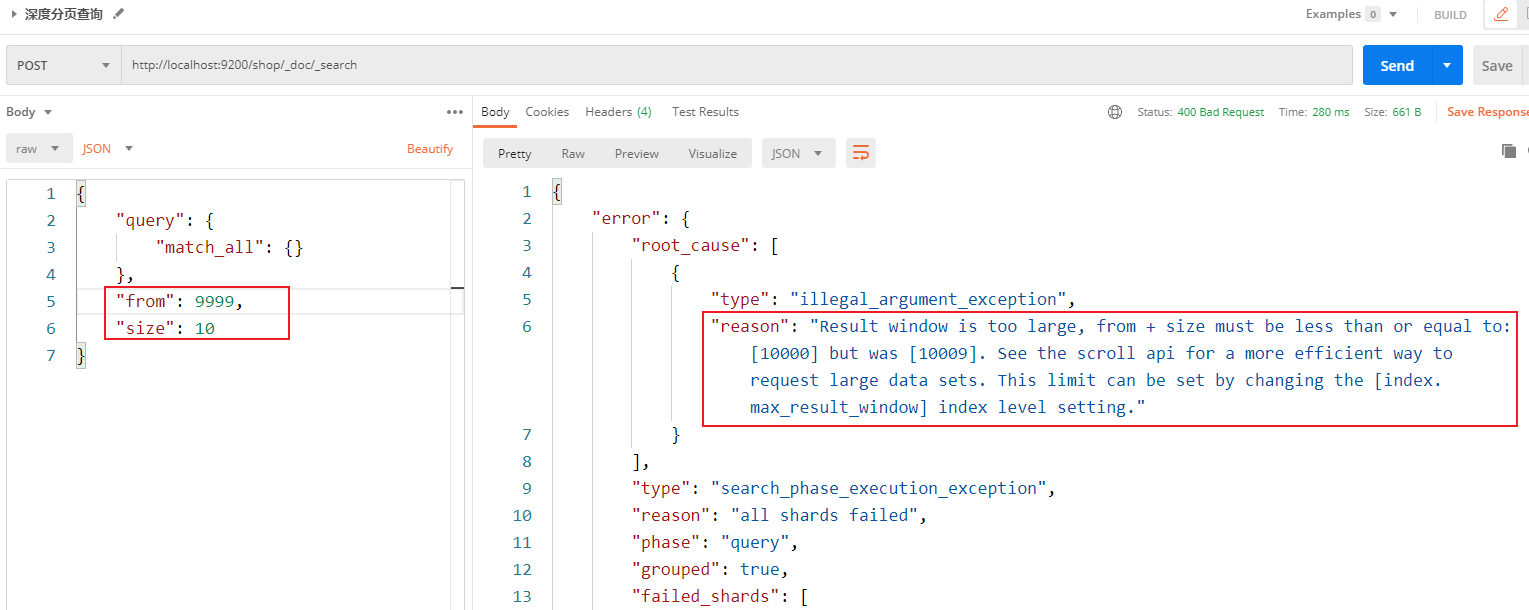 深度分页查询
Examples 0
BUILD
POST
http://localhost:9200/shop/_doc/_search
Send
Save
Body
Body Cookies Headers (4) Test Results
Status: 400 Bad Request Time: 280 ms Size: 661 B Save Response
raw JSON Beautify
Pretty Raw Preview Visualize JSON
1 {
2 "query": {
3 "match_all": {}
4 },
5 "from": 9999,
6 "size": 10
7 }
1 {
2 "error": {
3 "root_cause": [
4 {
5 "type": "illegal_argument_exception",
6 "reason": "Result window is too large, from + size must be less than or equal to:
[10000] but was [10009]. See the scroll api for a more efficient way to
request large data sets. This limit can be set by changing the [index.
max_result_window] index level setting."
7 }
8 ],
9 "type": "search_phase_execution_exception",
10 "reason": "all shards failed",
11 "phase": "query",
12 "grouped": true,
13 "failed_shards": [